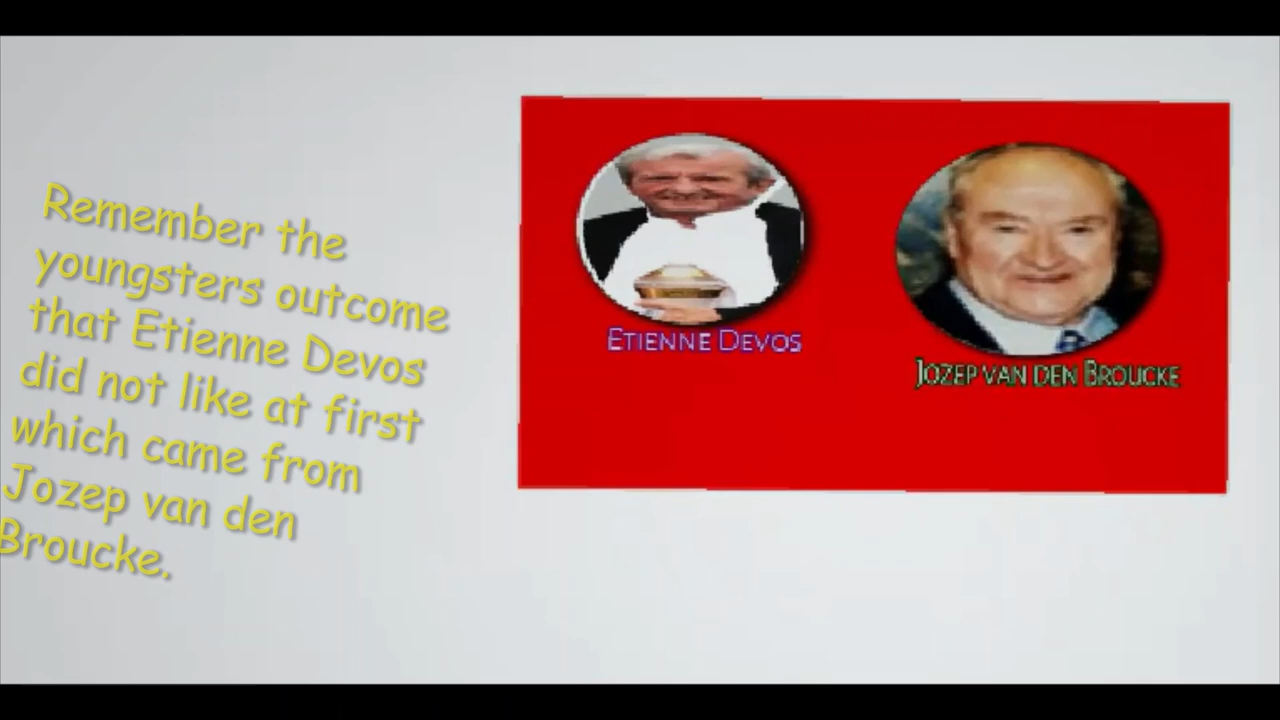 Remember the
youngsters outcome
that Etienne Devos
did not like at first
which came from
Jozep van den
Broucke.
Etienne Devos
Jozep van den Broucke